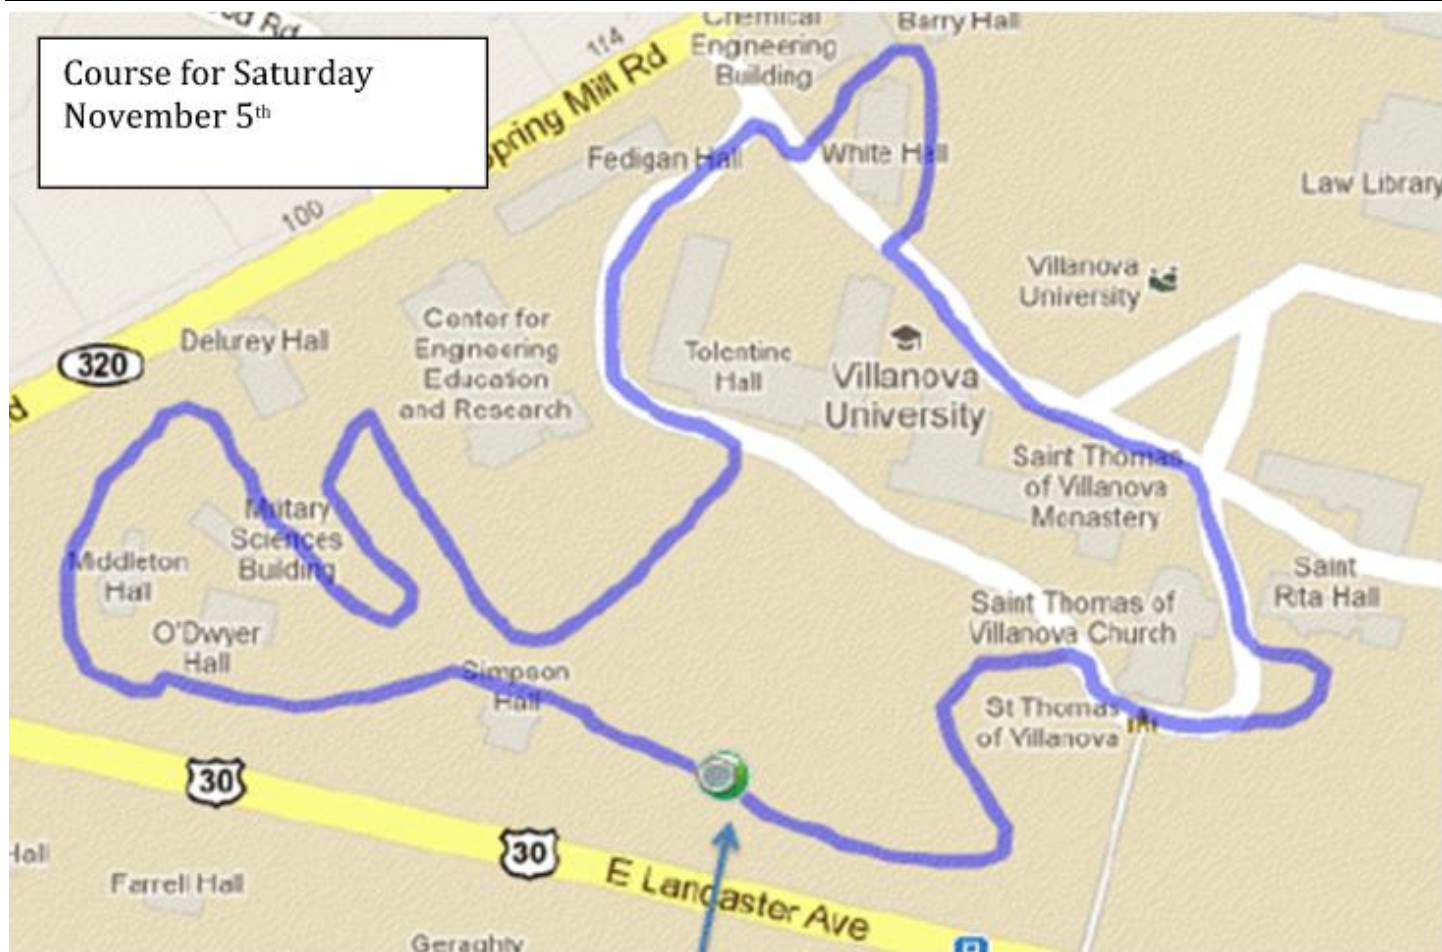 Course for Saturday
November 5th
Rd
114
Spring Mill Rd
100
Chemical
Engineering
Building
Barry Hall
Fedigan Hall
White Hall
Law Library
Villanova
University
Delurey Hall
320
Center for
Engineering
Education
and Research
Tolentine
Hall
Villanova
University
Saint Thomas
of Villanova
Monastery
Military
Sciences
Building
Middleton
Hall
O'Dwyer
Hall
Saint
Rita Hall
Saint Thomas of
Villanova Church
Simpson
Hall
St Thomas
of Villanova
30
30
E Lancaster Ave
Hall
Farrell Hall
Geraghty